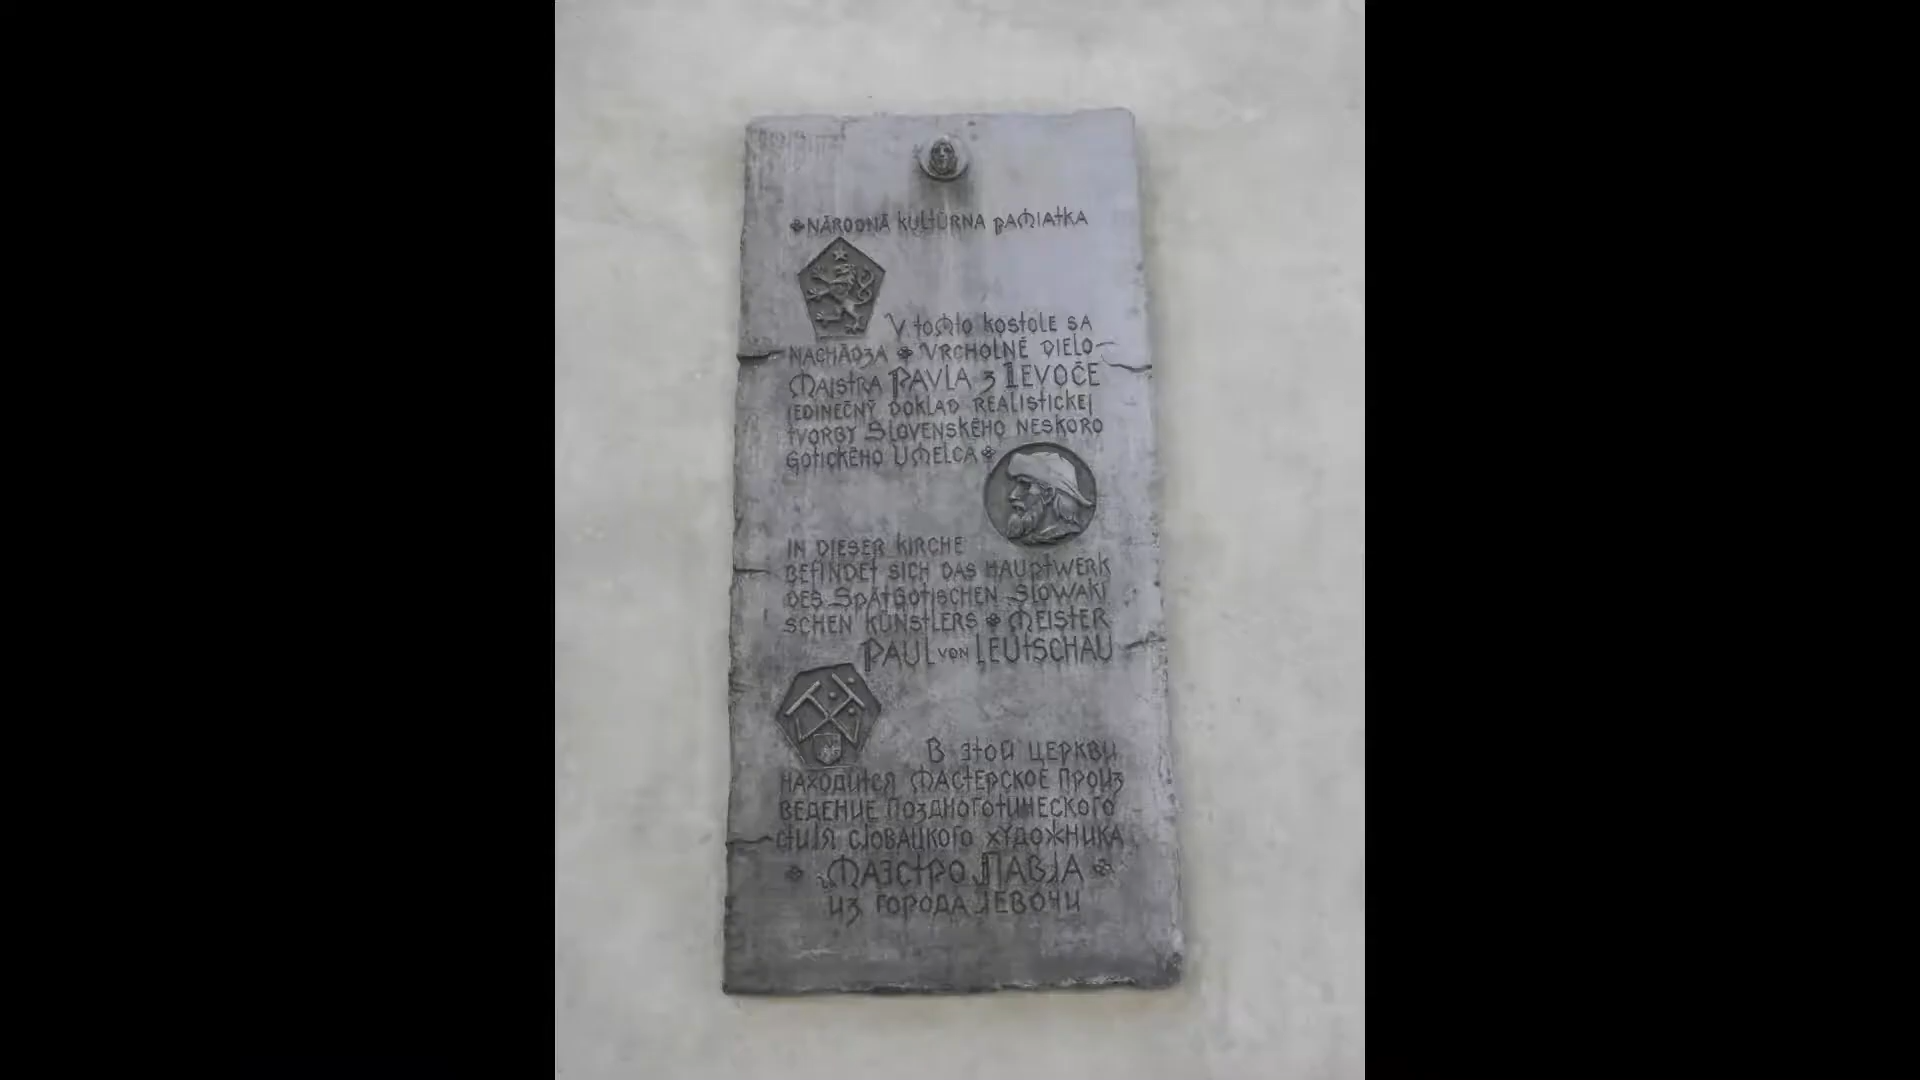 NÁRODNÁ KULTÚRNA PAMIATKA
V TOMTO KOSTOLE SA
NACHÁDZA VRCHOLNÉ DIELO
MAJSTRA PAVLA Z LEVOČE
JEDINEČNÝ DOKLAD REALISTICKEJ
TVORBY SLOVENSKÉHO NESKORO
GOTICKÉHO UMELCA
IN DIESER KIRCHE
BEFINDET SICH DAS HAUPTWERK
DES SPÄTGOTISCHEN SLOWAKI
SCHEN KÜNSTLERS MEISTER
PAUL VON LEUTSCHAU
В ЭТОЙ ЦЕРКВИ
НАХОДИТСЯ МАСТЕРСКОЕ ПРОИЗ
ВЕДЕНИЕ ПОЗДНОГОТИЧЕСКОГО
СТИЛЯ СЛОВАЦКОГО ХУДОЖНИКА
МАЭСТРО ПАВЛА
ИЗ ГОРОДА ЛЕВОЧИ